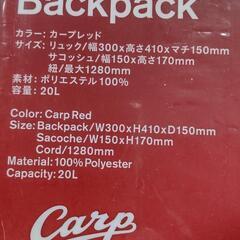 Backpack
カラー：カープレッド
サイズ：リュック/幅300x高さ410xマチ150mm
サコッシュ/幅150x高さ170mm
紐/最大1280mm
素材：ポリエステル100%
容量：20L
Color: Carp Red
Size: Backpack/W300xH410xD150mm
Sacoche/W150xH170mm
Cord/1280mm
Material: 100% Polyester
Capacity: 20L
Carp